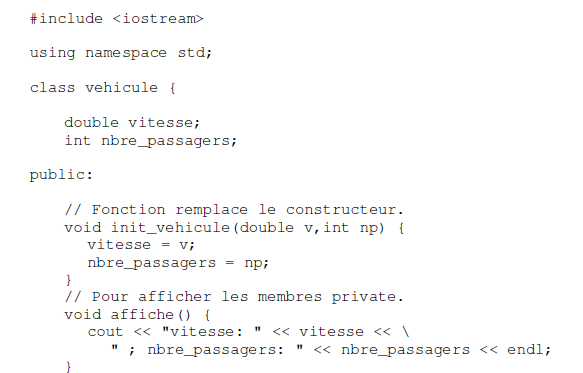 #include <iostream>
using namespace std;
class vehicule {
double vitesse;
int nbre_passagers;
public:
// Fonction remplace le constructeur.
void init_vehicule(double v,int np) {
vitesse = v;
nbre_passagers = np;
}
// Pour afficher les membres private.
void affiche() {
cout << "vitesse: " << vitesse << \
" ; nbre_passagers: " << nbre_passagers << endl;
}